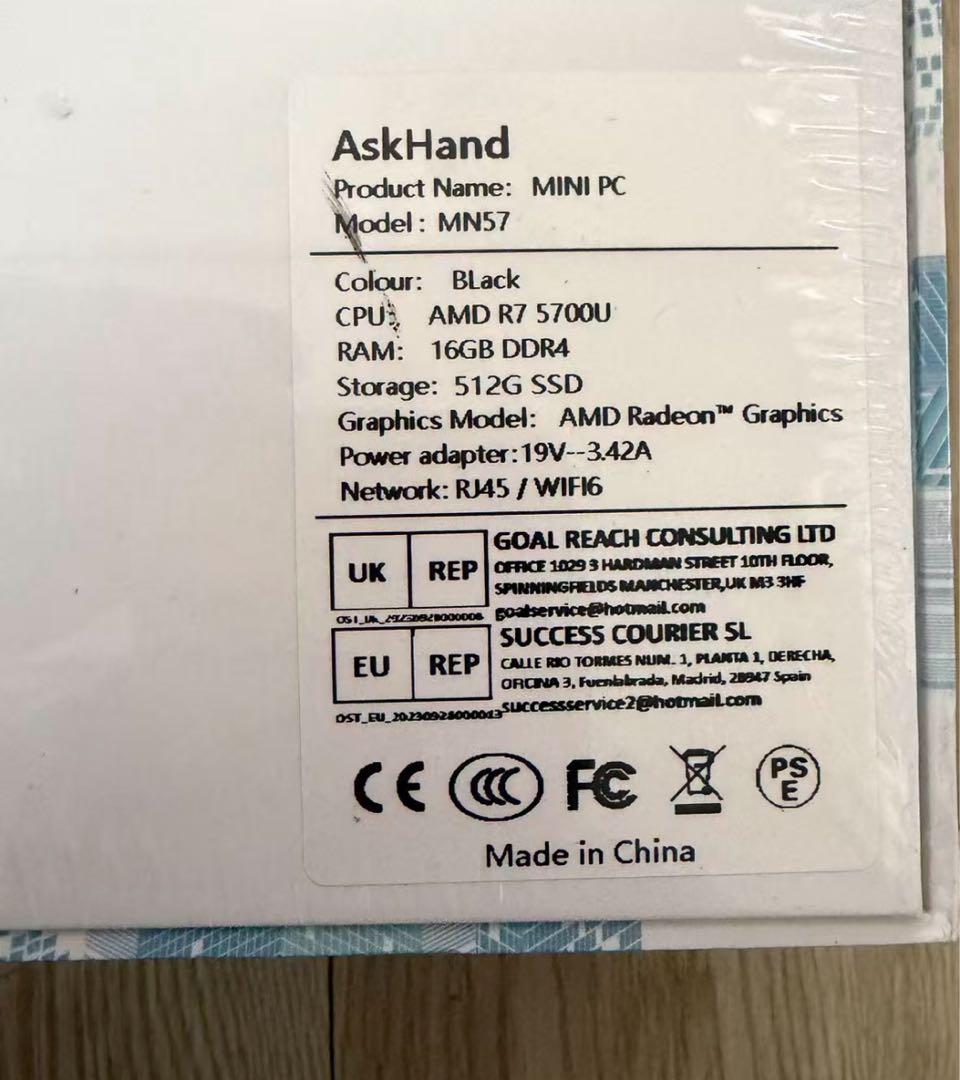 AskHand
Product Name: MINI PC
Model: MN57
Colour: BLack
CPU: AMD R7 5700U
RAM: 16GB DDR4
Storage: 512G SSD
Graphics Model: AMD Radeon™ Graphics
Power adapter:19V--3.42A
Network: RJ45 / WIFI6
UK REP
GOAL REACH CONSULTING LTD
OFFICE 1029 3 HARDMAN STREET 10TH FLOOR,
SPINNINGFIELDS MANCHESTER,UK M3 3HF
goalservice@hotmail.com
EU REP
SUCCESS COURIER SL
CALLE RIO TORMES NUM. 1, PLANTA 1, DERECHA,
OFICINA 3, Fuenlabrada, Madrid, 28947 Spain
successservice2@hotmail.com
OST_EU_20230928000013
CE CCC FC PSE
Made in China